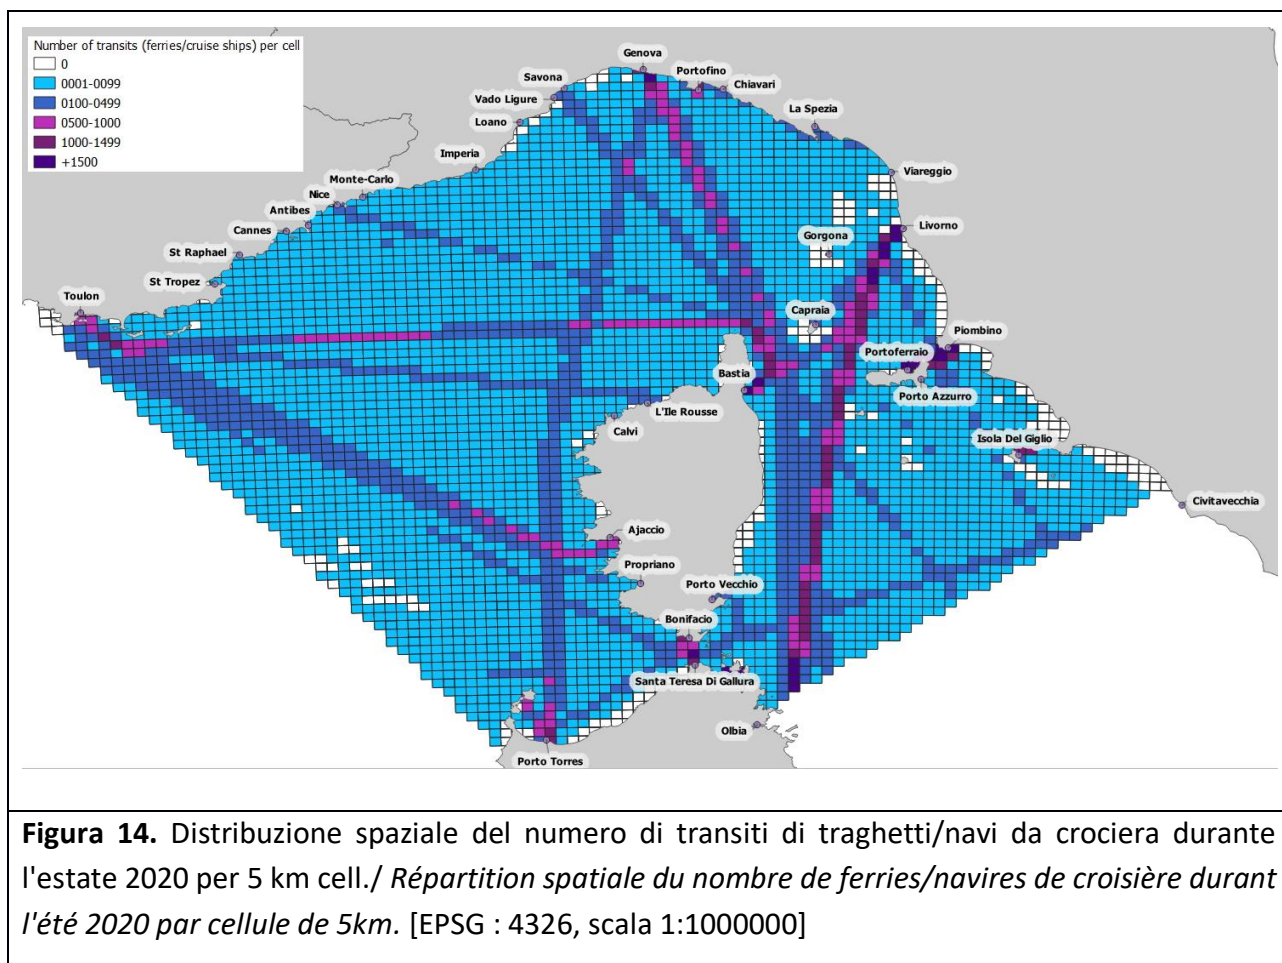 Number of transits (ferries/cruise ships) per cell
0
0001-0099
0100-0499
0500-1000
1000-1499
+1500
Genova
Portofino
Savona
Chiavari
Vado Ligure
La Spezia
Loano
Imperia
Viareggio
Monte-Carlo
Nice
Antibes
Livorno
Cannes
Gorgona
St Raphael
St Tropez
Toulon
Capraia
Piombino
Portoferraio
Bastia
Porto Azzurro
L'Ile Rousse
Calvi
Isola Del Giglio
Civitavecchia
Ajaccio
Propriano
Porto Vecchio
Bonifacio
Santa Teresa Di Gallura
Olbia
Porto Torres
Figura 14. Distribuzione spaziale del numero di transiti di traghetti/navi da crociera durante
l'estate 2020 per 5 km cell./ Répartition spatiale du nombre de ferries/navires de croisière durant
l'été 2020 par cellule de 5km. [EPSG : 4326, scala 1:1000000]